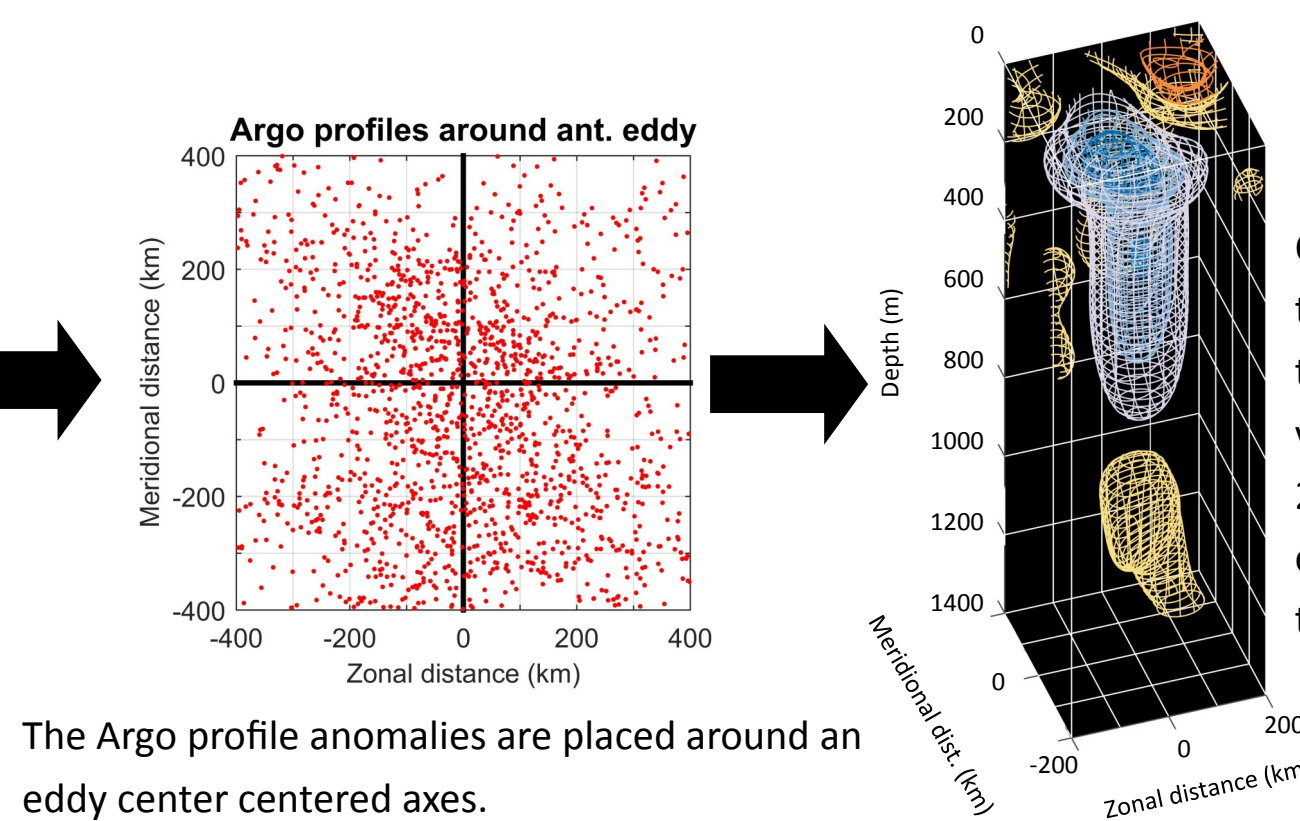 Argo profiles around ant. eddy
400
200
0
-200
-400
Meridional distance (km)
-400 -200 0 200 400
Zonal distance (km)
The Argo profile anomalies are placed around an
eddy center centered axes.
0
200
400
600
800
1000
1200
1400
Depth (m)
0
-200
Meridional dist. (km)
0
200
Zonal distance (km